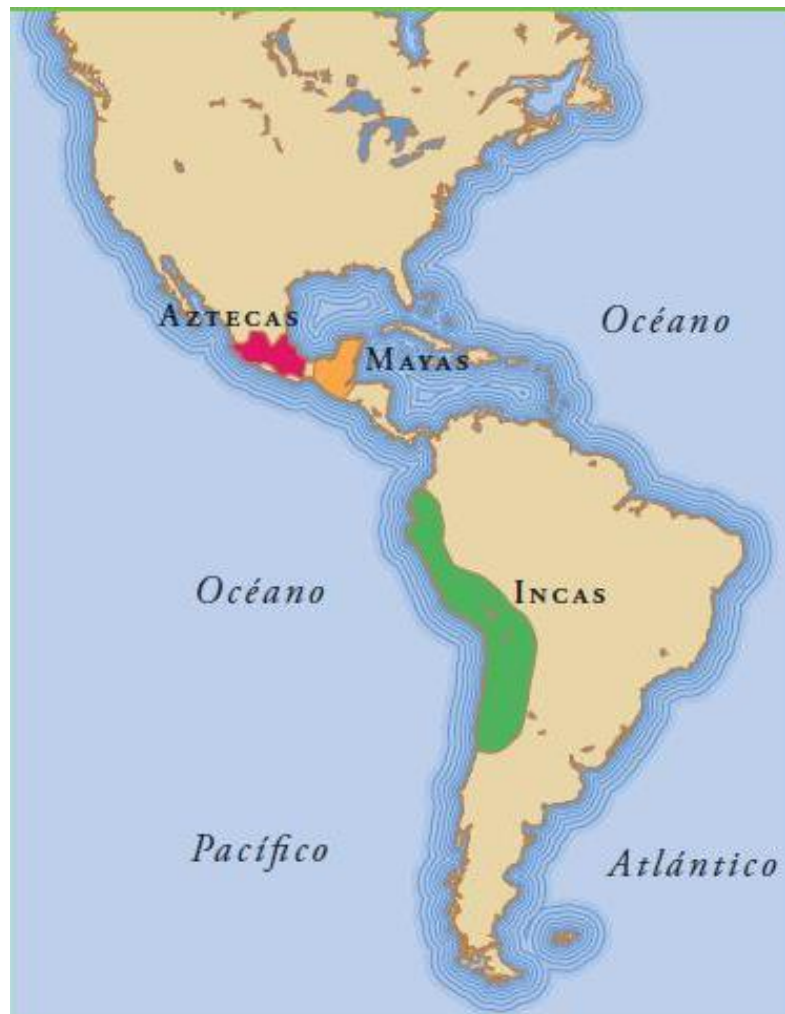 AZTECAS
Océano
MAYAS
Océano
INCAS
Pacífico
Atlántico